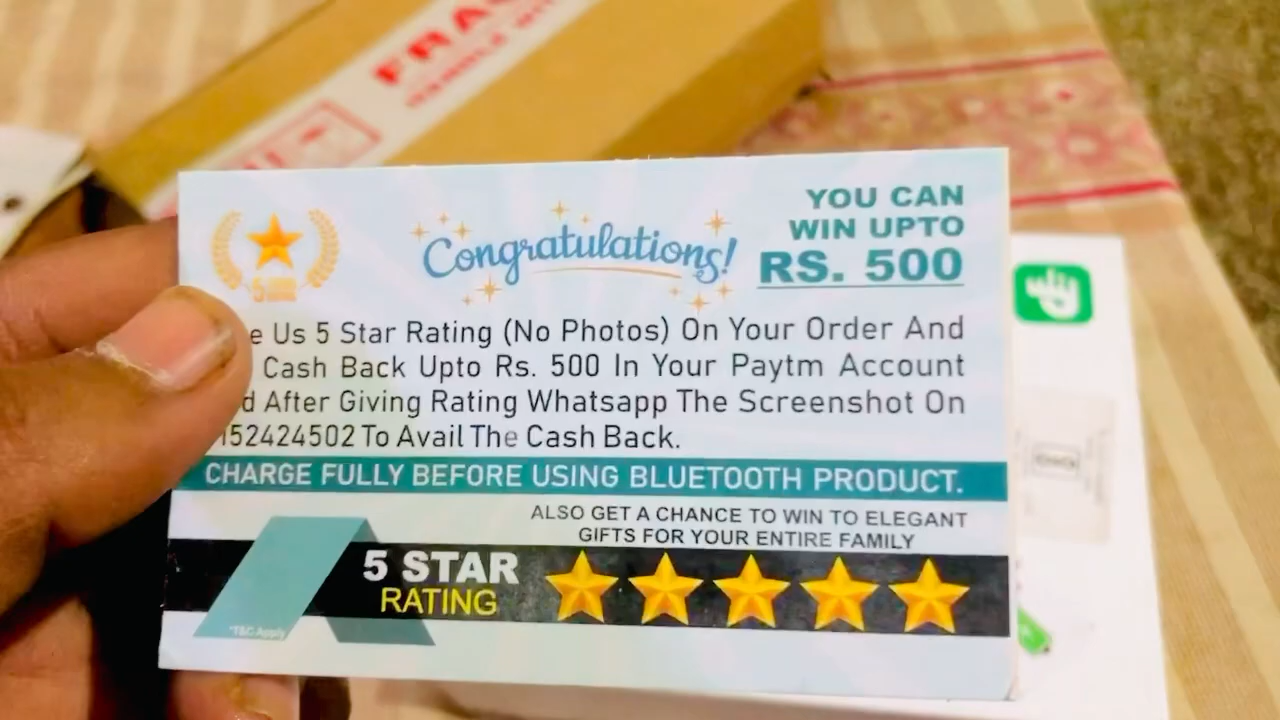 FRAG
Congratulations!
YOU CAN
WIN UPTO
RS. 500
Us 5 Star Rating (No Photos) On Your Order And
Cash Back Upto Rs. 500 In Your Paytm Account
After Giving Rating Whatsapp The Screenshot On
52424502 To Avail The Cash Back.
CHARGE FULLY BEFORE USING BLUETOOTH PRODUCT.
ALSO GET A CHANCE TO WIN TO ELEGANT
GIFTS FOR YOUR ENTIRE FAMILY
5 STAR
RATING
*T&C Apply